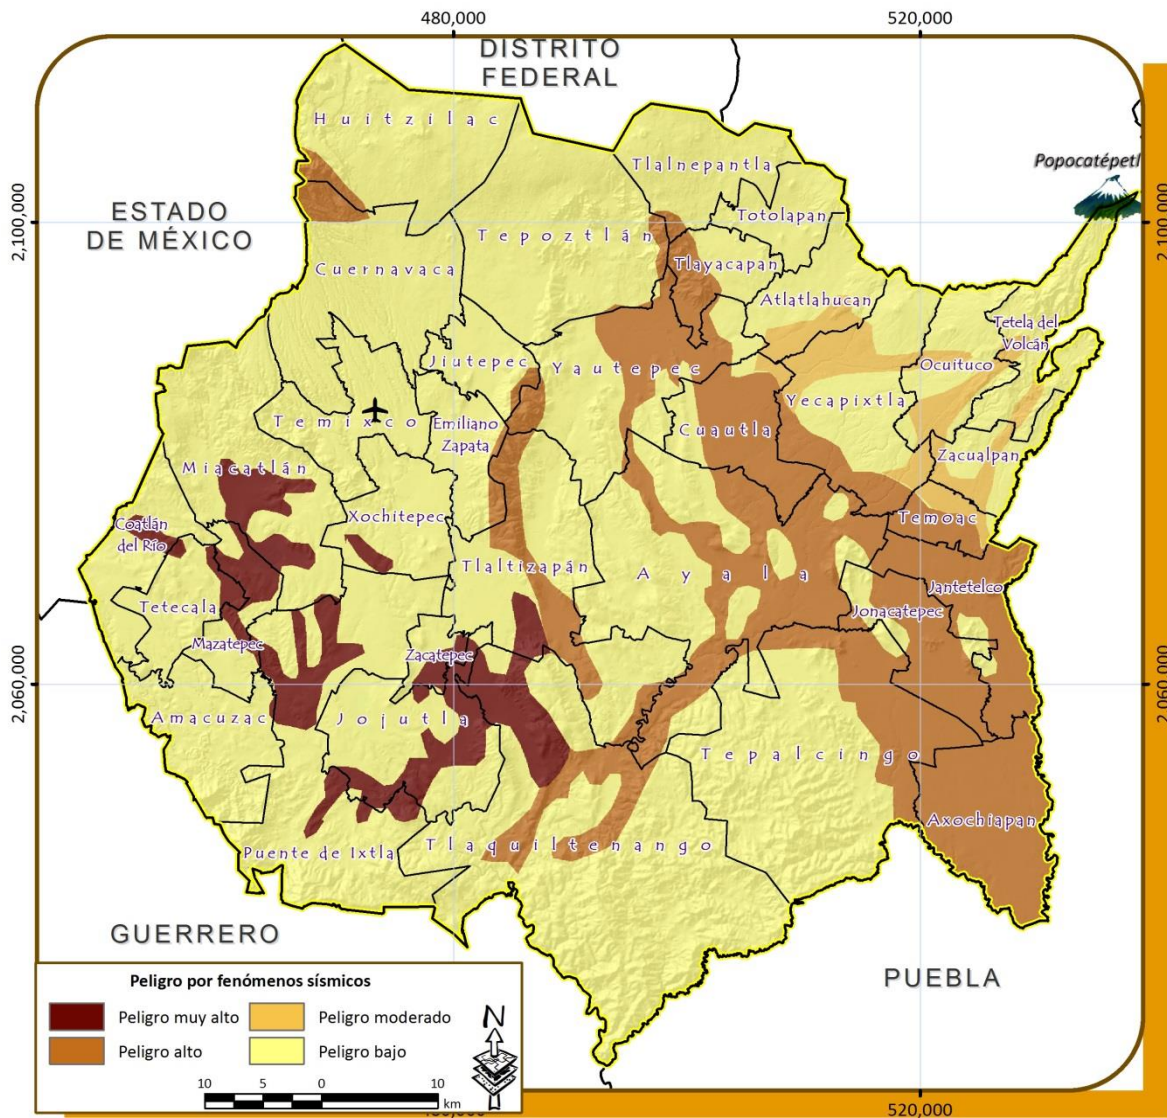 480,000
520,000
DISTRITO
FEDERAL
Huitzilac
Tlalnepantla
Popocatépetl
ESTADO
DE MÉXICO
2,100,000
2,100,000
Totolapan
Tepoztlán
Tlayacapan
Cuernavaca
Atlatlahucan
Tetela del
Volcán
Jiutepec
Yautepec
Ocuituco
Yecapixtla
Temixco
Emiliano
Zapata
Cuautla
Zacualpan
Miacatlán
Xochitepec
Temoac
Coatlán
del Río
Tlaltizapán
Ayala
Jantetelco
Tetecala
Jonacatepec
Mazatepec
Zacatepec
2,060,000
2,060,000
Amacuzac
Jojutla
Tepalcingo
Axochiapan
Puente de Ixtla
Tlaquiltenango
GUERRERO
PUEBLA
Peligro por fenómenos sísmicos
Peligro muy alto
Peligro moderado
Peligro alto
Peligro bajo
N
10 5 0 10
km
480,000
520,000